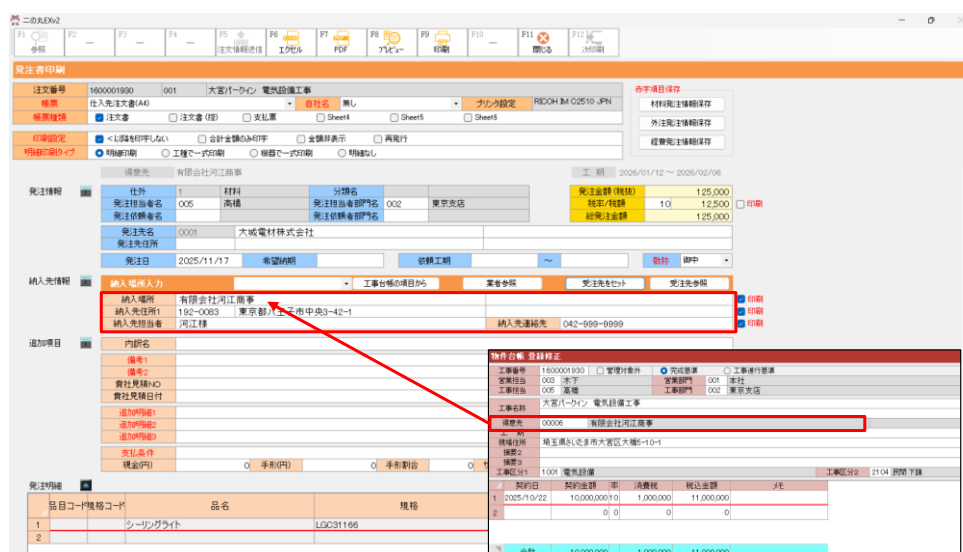 二の丸EXv2
F1 参照 F2 F3 F4 F5 注文情報送信 F6 エクセル F7 PDF F8 プレビュー F9 印刷 F10 F11 閉じる F12 次印刷
発注書印刷
注文番号 1600001930 001 大宮パークイン 電気設備工事 赤字項目保存
帳票 仕入先注文書(A4) 自社名 無し プリンタ設定 RICOH IM C2510 JPN 材料発注情報保存
帳票種類 注文書 注文書(控) 支払票 Sheet4 Sheet5 Sheet6 外注発注情報保存
印刷設定 <以降を印字しない 合計金額のみ印字 金額非表示 再発行 経費発注情報保存
明細印刷タイプ 明細印刷 工種で一式印刷 機器で一式印刷 明細なし
得意先 有限会社河江商事 工 期 2026/01/12 ~ 2026/02/06
発注情報 仕外 1 材料 分類名 発注金額(税抜) 125,000
発注担当者名 005 高橋 発注担当者部門名 002 東京支店 税率/税額 10 12,500 印刷
発注依頼者名 発注依頼者部門名 総発注金額 125,000
発注先名 0001 大城電材株式会社
発注先住所
発注日 2025/11/17 希望納期 依頼工期 ~ 敬称 御中
納入先情報 納入場所入力 工事台帳の項目から 業者参照 受注先をセット 受注先参照
納入場所 有限会社河江商事 印刷
納入先住所1 192-0083 東京都八王子市中央3-42-1 印刷
納入先担当者 河江様 納入先連絡先 042-999-9999 印刷
追加項目 内訳名
備考1
備考2
貴社見積NO
貴社見積日付
追加明細1
追加明細2
追加明細3
支払条件
現金(円) 0 手形(円) 0 手形割合 0
発注明細
品目コード 規格コード 品名 規格
1 シーリングライト LGC31166
2
物件台帳 登録修正
工事番号 1600001930 管理対象外 完成基準 工事進行基準
営業担当 003 木下 営業部門 001 本社
工事担当 005 高橋 工事部門 002 東京支店
工事名称 大宮パークイン 電気設備工事
得意先 00006 有限会社河江商事
工 期
現場住所 埼玉県さいたま市大宮区大橋5-10-1
摘要2
摘要3
工事区分1 1001 電気設備 工事区分2 2104 民間 下請
契約日 契約金額 率 消費税 税込金額 メモ
1 2025/10/22 10,000,000 10 1,000,000 11,000,000
2 0 0 0 0
合計 10,000,000 1,000,000 11,000,000